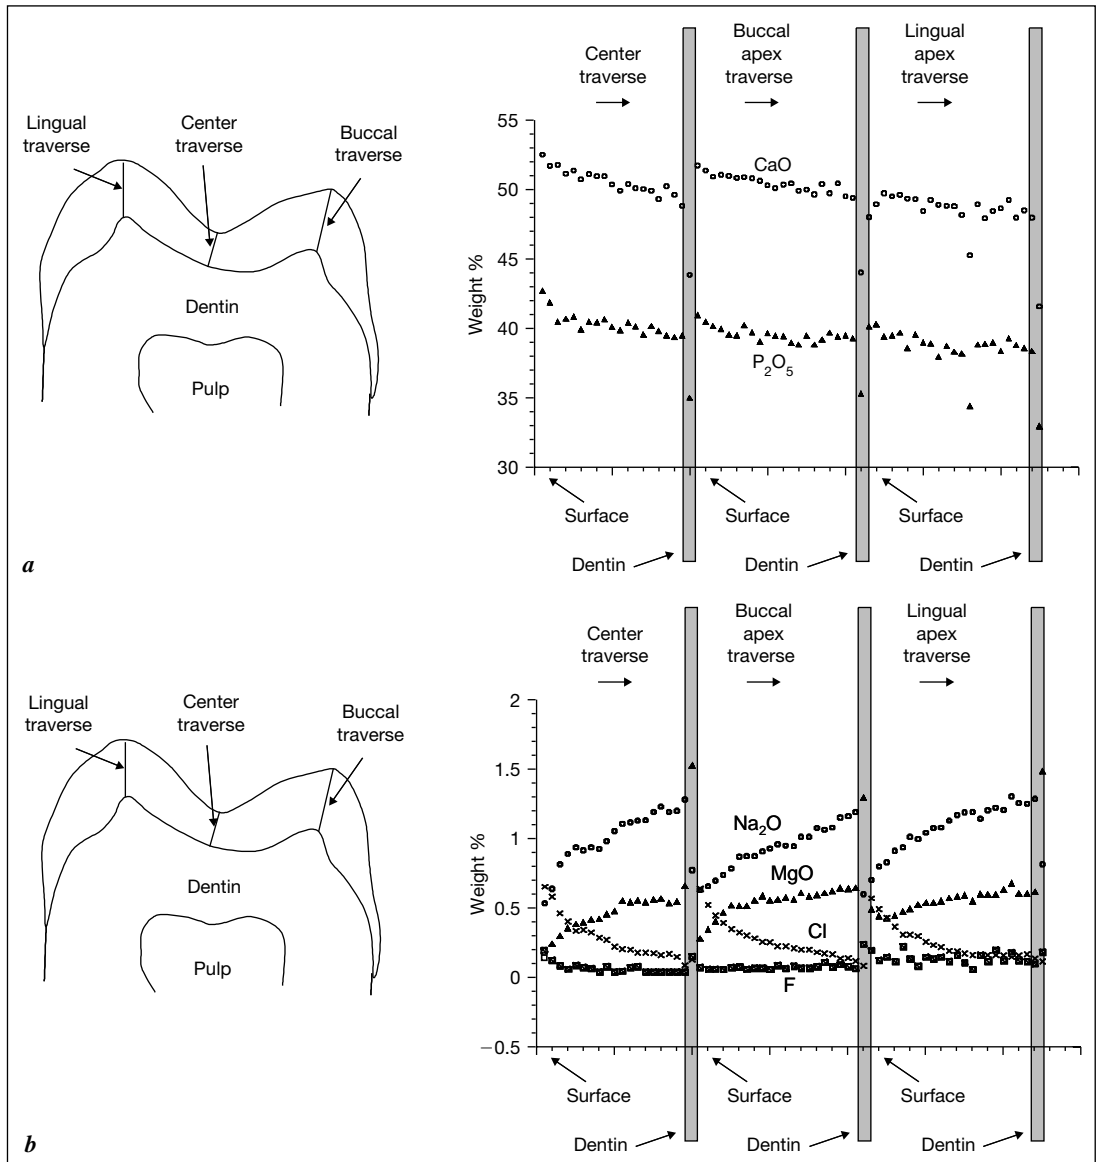 Lingual
traverse
Center
traverse
Buccal
traverse
Dentin
Pulp
Center
traverse
Buccal
apex
traverse
Lingual
apex
traverse
55
50
45
40
35
30
Weight %
CaO
P₂O₅
Surface
Surface
Surface
Dentin
Dentin
Dentin
a
Lingual
traverse
Center
traverse
Buccal
traverse
Dentin
Pulp
Center
traverse
Buccal
apex
traverse
Lingual
apex
traverse
2
1.5
1
0.5
0
−0.5
Weight %
Na₂O
MgO
Cl
F
Surface
Surface
Surface
Dentin
Dentin
Dentin
b